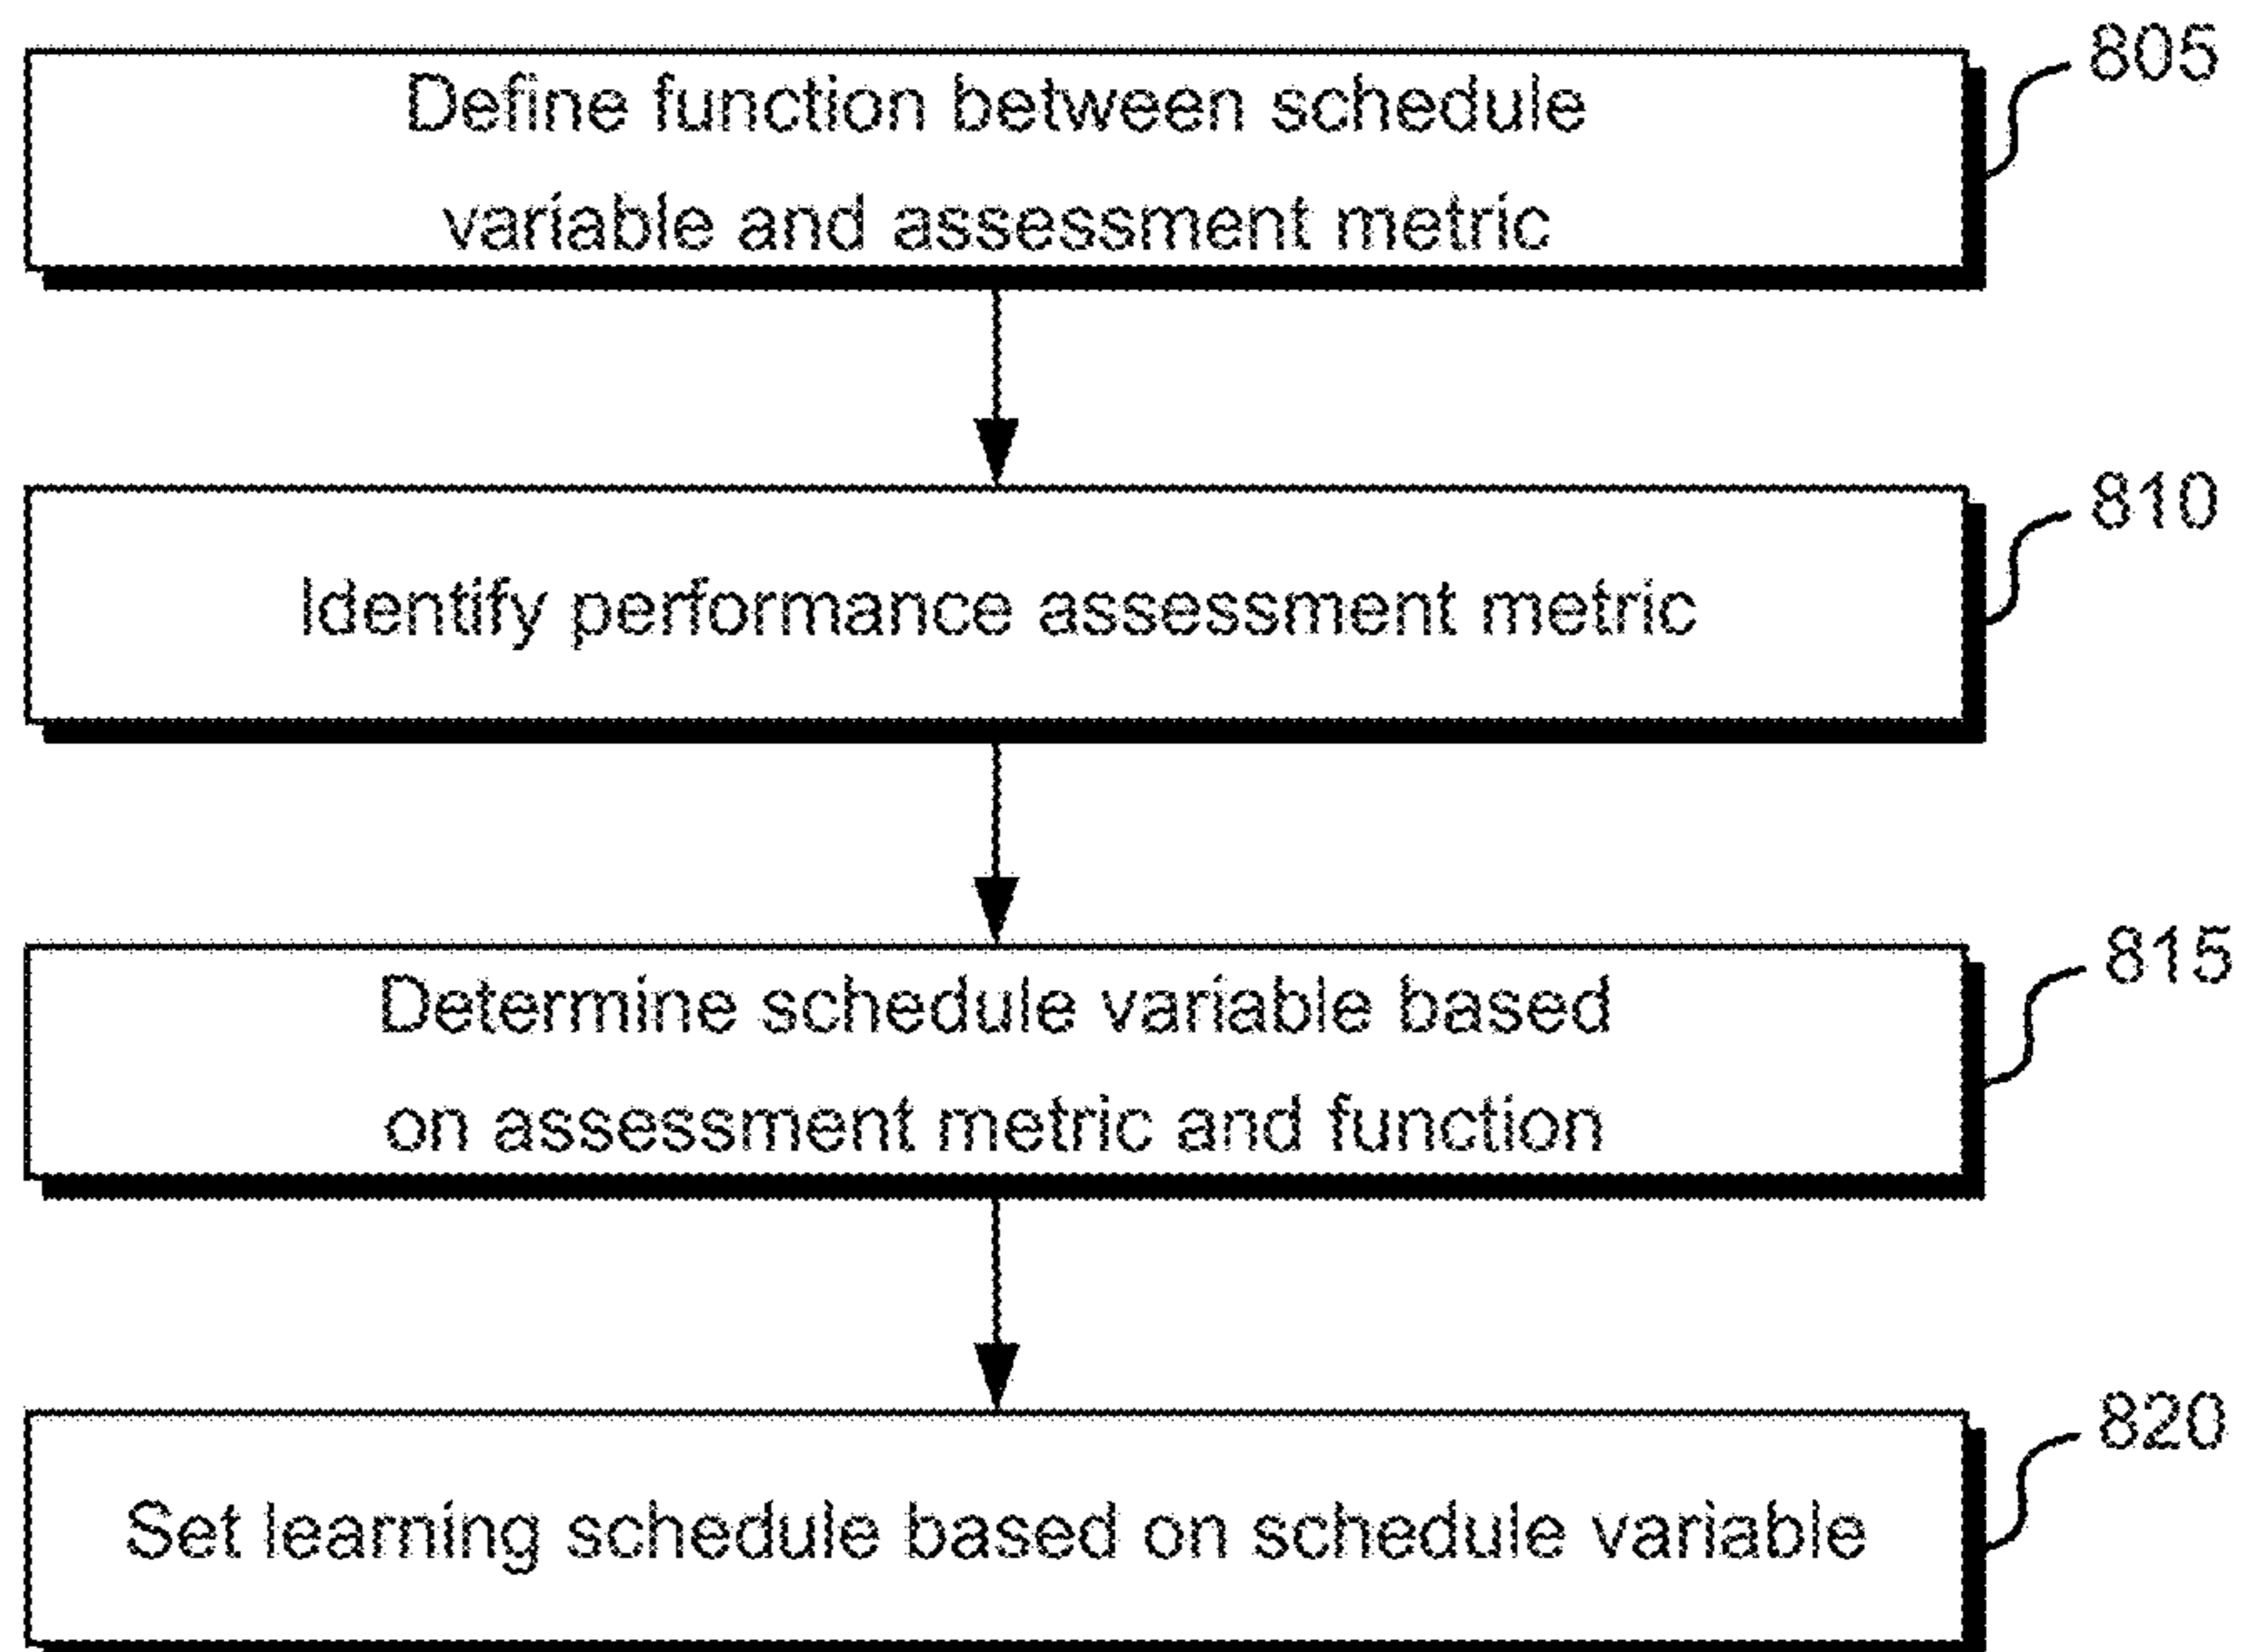 805
Define function between schedule
variable and assessment metric
810
Identify performance assessment metric
815
Determine schedule variable based
on assessment metric and function
820
Set learning schedule based on schedule variable